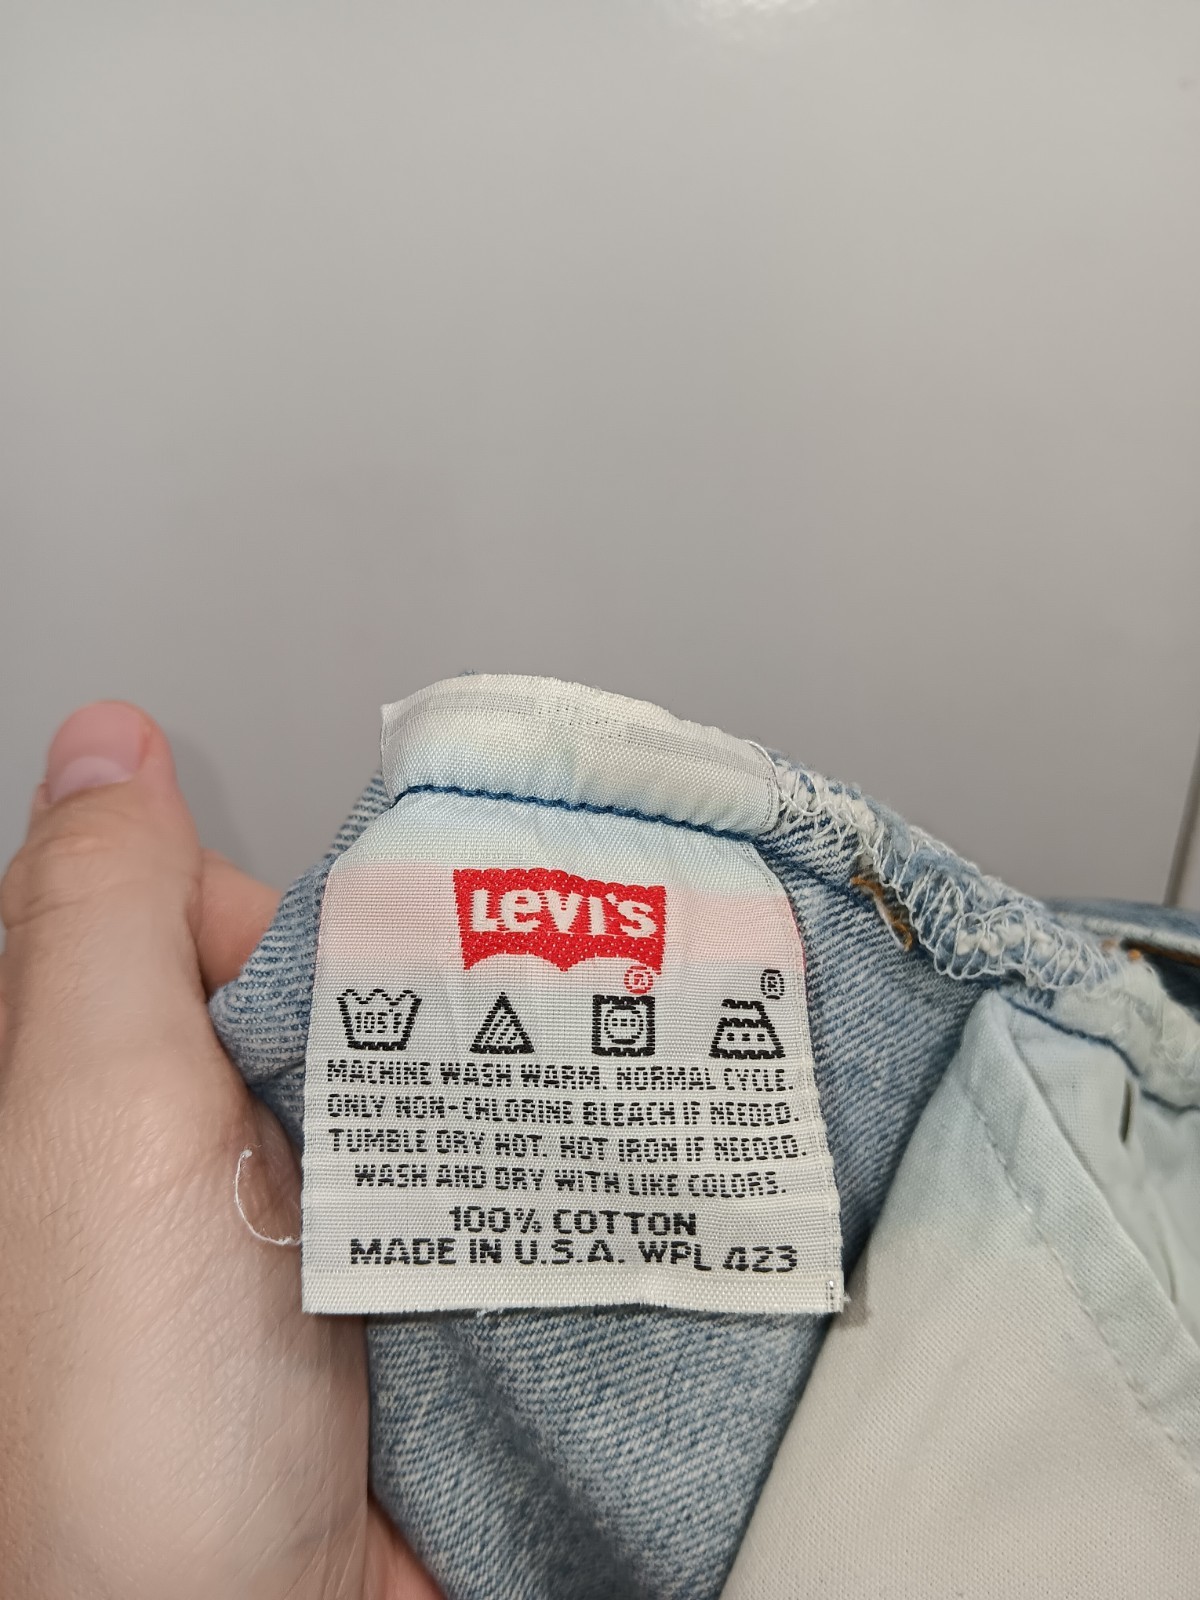 Levi's
®
®
105°F
MACHINE WASH WARM. NORMAL CYCLE.
ONLY NON-CHLORINE BLEACH IF NEEDED.
TUMBLE DRY HOT. HOT IRON IF NEEDED.
WASH AND DRY WITH LIKE COLORS.
100% COTTON
MADE IN U.S.A. WPL 423